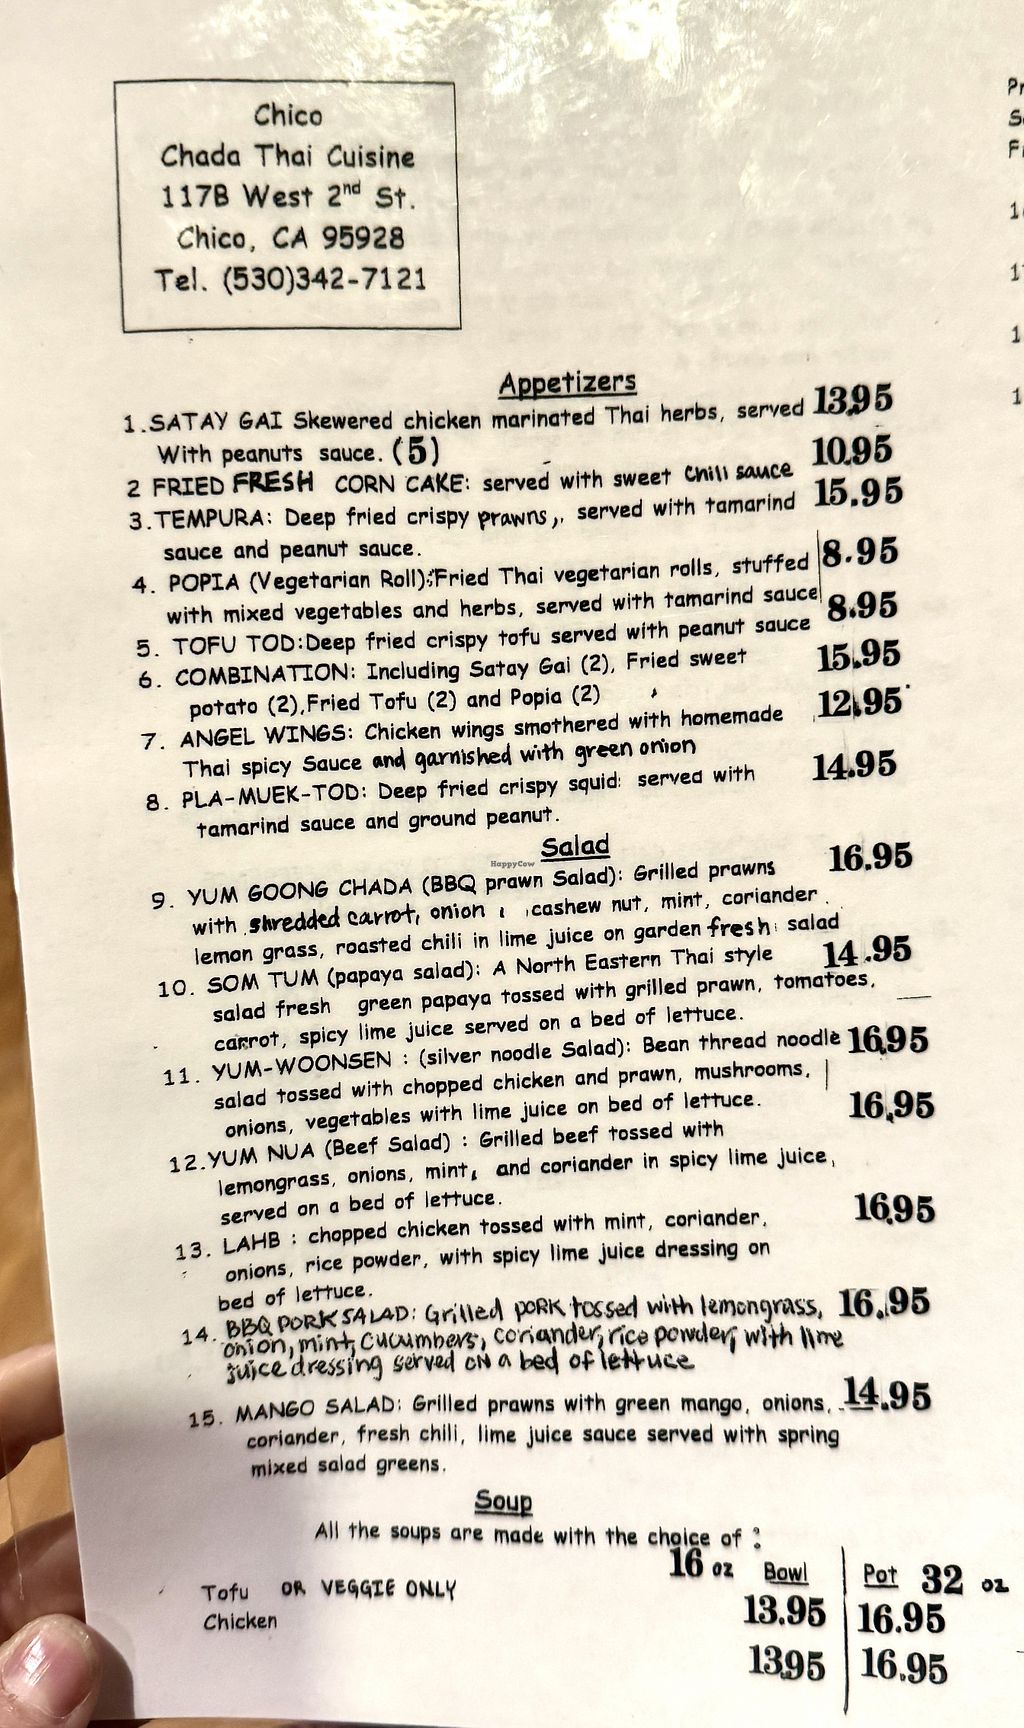 Chico
Chada Thai Cuisine
117B West 2nd St.
Chico, CA 95928
Tel. (530)342-7121
Appetizers
1.SATAY GAI Skewered chicken marinated Thai herbs, served 13.95
With peanuts sauce. (5)
2 FRIED FRESH CORN CAKE: served with sweet chili sauce 10.95
3.TEMPURA: Deep fried crispy prawns,. served with tamarind 15.95
sauce and peanut sauce.
4. POPIA (Vegetarian Roll):Fried Thai vegetarian rolls, stuffed 8.95
with mixed vegetables and herbs, served with tamarind sauce
5. TOFU TOD:Deep fried crispy tofu served with peanut sauce 8.95
6. COMBINATION: Including Satay Gai (2), Fried sweet 15.95
potato (2),Fried Tofu (2) and Popia (2)
7. ANGEL WINGS: Chicken wings smothered with homemade 12.95
Thai spicy Sauce and garnished with green onion
8. PLA-MUEK-TOD: Deep fried crispy squid: served with 14.95
tamarind sauce and ground peanut.
HappyCow
Salad
9. YUM GOONG CHADA (BBQ prawn Salad): Grilled prawns 16.95
with shredded carrot, onion , cashew nut, mint, coriander.
lemon grass, roasted chili in lime juice on garden fresh salad
10. SOM TUM (papaya salad): A North Eastern Thai style 14.95
salad fresh green papaya tossed with grilled prawn, tomatoes,
carrot, spicy lime juice served on a bed of lettuce.
11. YUM-WOONSEN : (silver noodle Salad): Bean thread noodle 16.95
salad tossed with chopped chicken and prawn, mushrooms,
onions, vegetables with lime juice on bed of lettuce.
12.YUM NUA (Beef Salad) : Grilled beef tossed with 16.95
lemongrass, onions, mint, and coriander in spicy lime juice,
served on a bed of lettuce.
13. LAHB : chopped chicken tossed with mint, coriander, 16.95
onions, rice powder, with spicy lime juice dressing on
bed of lettuce.
14. BBQ PORK SALAD: Grilled PORK tossed with lemongrass, 16.95
onion, mint, cucumbers, coriander, rice powder, with lime
juice dressing served on a bed of lettuce
15. MANGO SALAD: Grilled prawns with green mango, onions, 14.95
coriander, fresh chili, lime juice sauce served with spring
mixed salad greens.
Soup
All the soups are made with the choice of :
16 oz Bowl Pot 32 oz
Tofu OR VEGGIE ONLY 13.95 16.95
Chicken 13.95 16.95